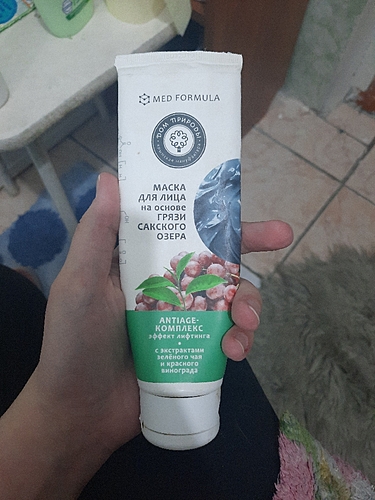 MED FORMULA
ДОМ ПРИРОДЫ
МАСКА
ДЛЯ ЛИЦА
на основе
ГРЯЗИ
САКСКОГО
ОЗЕРА
ANTIAGE-
КОМПЛЕКС
эффект лифтинга
с экстрактами
зелёного чая
и красного
винограда